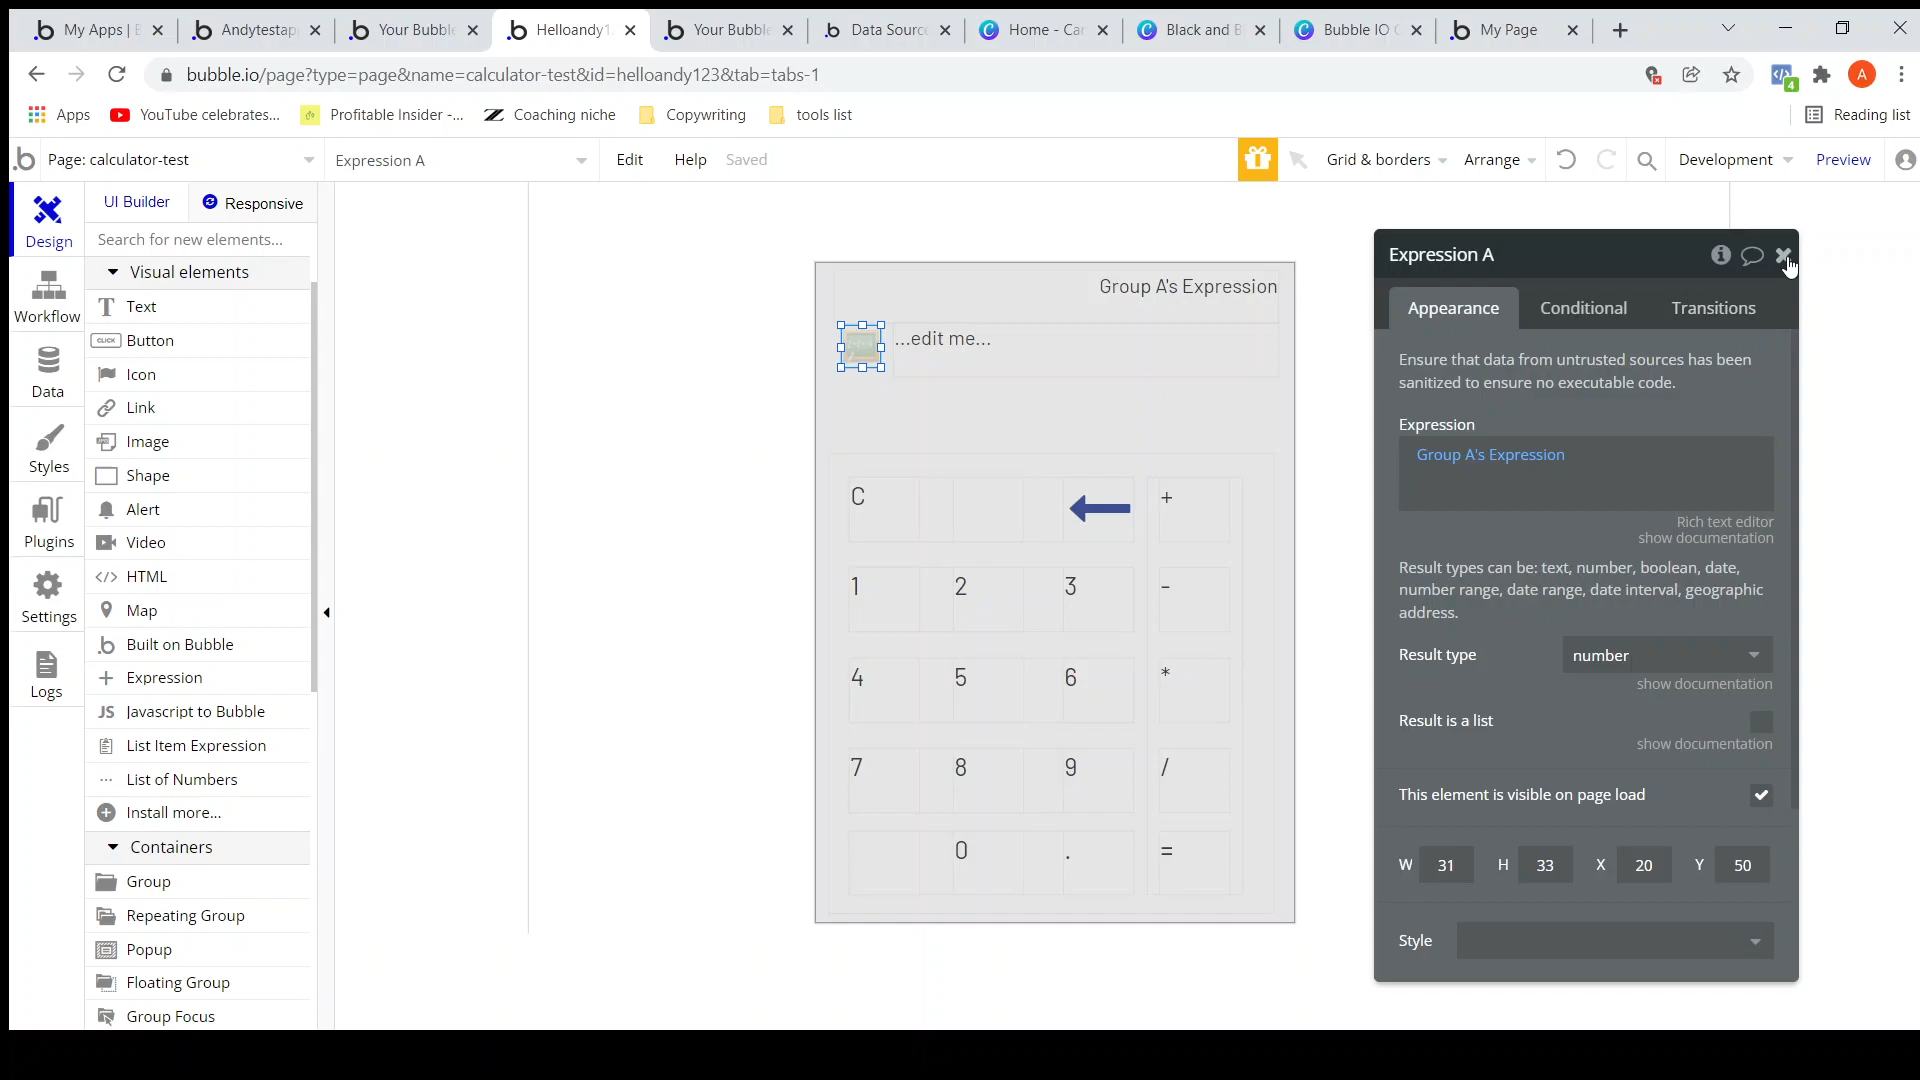 My Apps | B
Andytestap
Your Bubbl
Helloandy1
Your Bubbl
Data Source
Home - Car
Black and B
Bubble IO C
My Page
bubble.io/page?type=page&name=calculator-test&id=helloandy123&tab=tabs-1
4
A
Apps
YouTube celebrates...
Profitable Insider -...
Coaching niche
Copywriting
tools list
Reading list
Page: calculator-test
Expression A
Edit
Help
Saved
Grid & borders
Arrange
Development
Preview
Design
Workflow
Data
Styles
Plugins
Settings
Logs
UI Builder
Responsive
Search for new elements...
Visual elements
Text
CLICK Button
Icon
Link
Image
Shape
Alert
Video
HTML
Map
Built on Bubble
Expression
JS Javascript to Bubble
List Item Expression
List of Numbers
Install more...
Containers
Group
Repeating Group
Popup
Floating Group
Group Focus
Group A's Expression
...edit me...
C +
1 2 3 -
4 5 6 *
7 8 9 /
0 . =
Expression A
Appearance
Conditional
Transitions
Ensure that data from untrusted sources has been
sanitized to ensure no executable code.
Expression
Group A's Expression
Rich text editor
show documentation
Result types can be: text, number, boolean, date,
number range, date range, date interval, geographic
address.
Result type number
show documentation
Result is a list
show documentation
This element is visible on page load
W 31 H 33 X 20 Y 50
Style